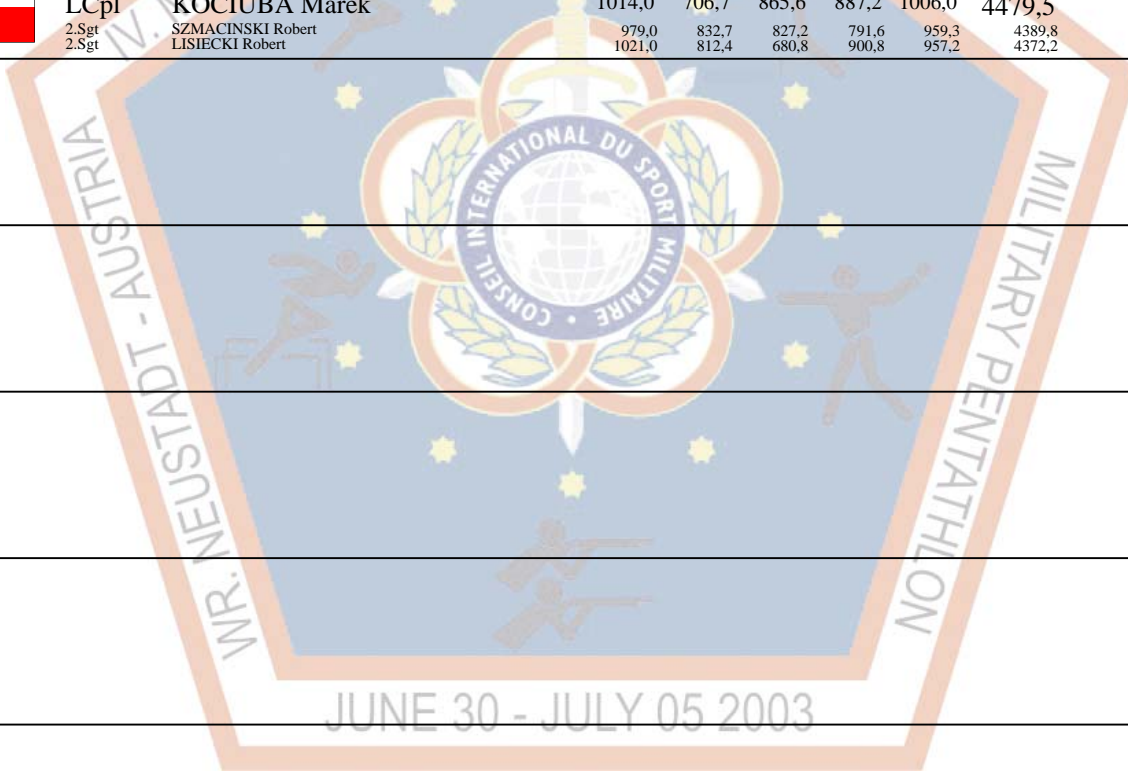 LCpl KOCIUBA Marek 1014,0 706,7 865,6 887,2 1006,0 4479,5
2.Sgt SZMACINSKI Robert 979,0 832,7 827,2 791,6 959,3 4389,8
2.Sgt LISIECKI Robert 1021,0 812,4 680,8 900,8 957,2 4372,2
IV.
CONSEIL INTERNATIONAL DU SPORT MILITAIRE •
WR. NEUSTADT - AUSTRIA
MILITARY PENTATHLON
JUNE 30 - JULY 05 2003